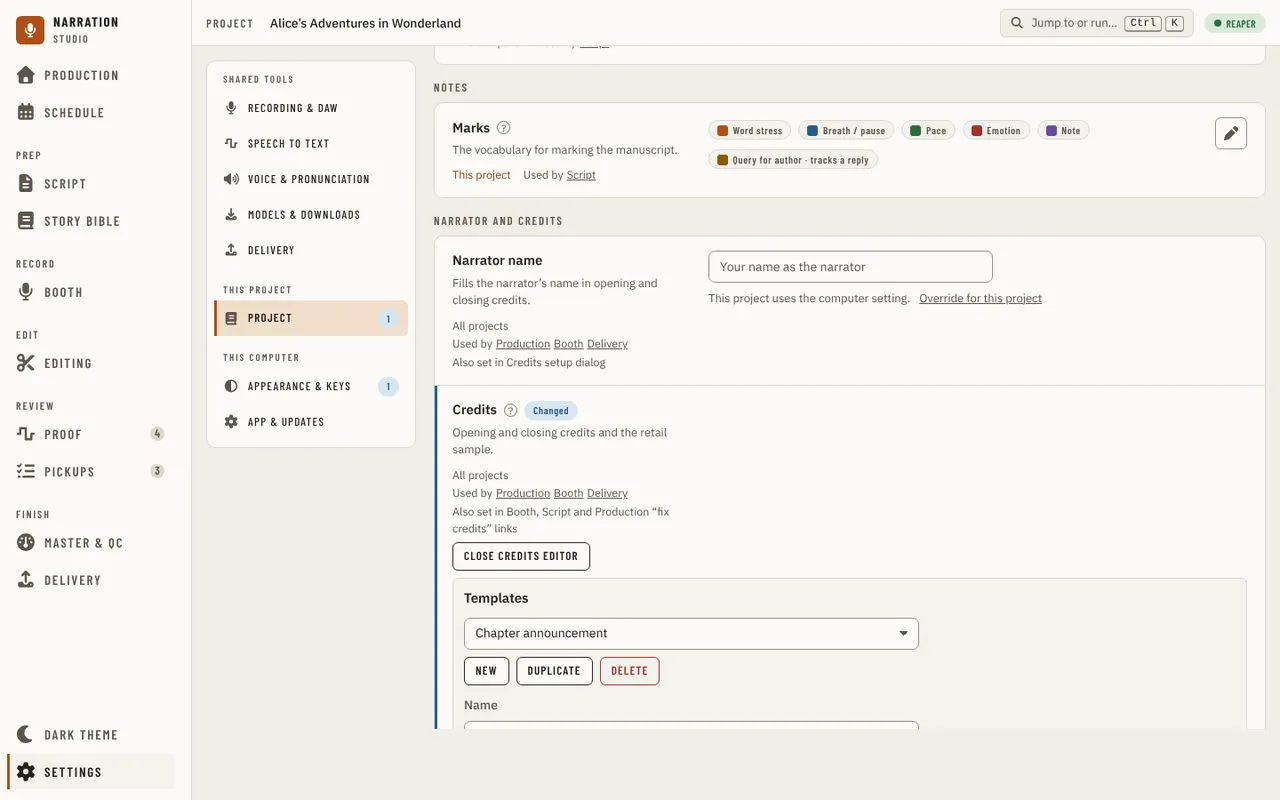 NARRATION
STUDIO
PRODUCTION
SCHEDULE
PREP
SCRIPT
STORY BIBLE
RECORD
BOOTH
EDIT
EDITING
REVIEW
PROOF 4
PICKUPS 3
FINISH
MASTER & QC
DELIVERY
DARK THEME
SETTINGS
PROJECT Alice’s Adventures in Wonderland
Jump to or run... Ctrl K
REAPER
SHARED TOOLS
RECORDING & DAW
SPEECH TO TEXT
VOICE & PRONUNCIATION
MODELS & DOWNLOADS
DELIVERY
THIS PROJECT
PROJECT 1
THIS COMPUTER
APPEARANCE & KEYS 1
APP & UPDATES
NOTES
Marks ?
The vocabulary for marking the manuscript.
This project Used by Script
Word stress Breath / pause Pace Emotion Note
Query for author · tracks a reply
NARRATOR AND CREDITS
Narrator name
Fills the narrator’s name in opening and
closing credits.
All projects
Used by Production Booth Delivery
Also set in Credits setup dialog
Your name as the narrator
This project uses the computer setting. Override for this project
Credits ? Changed
Opening and closing credits and the retail
sample.
All projects
Used by Production Booth Delivery
Also set in Booth, Script and Production “fix
credits” links
CLOSE CREDITS EDITOR
Templates
Chapter announcement
NEW DUPLICATE DELETE
Name